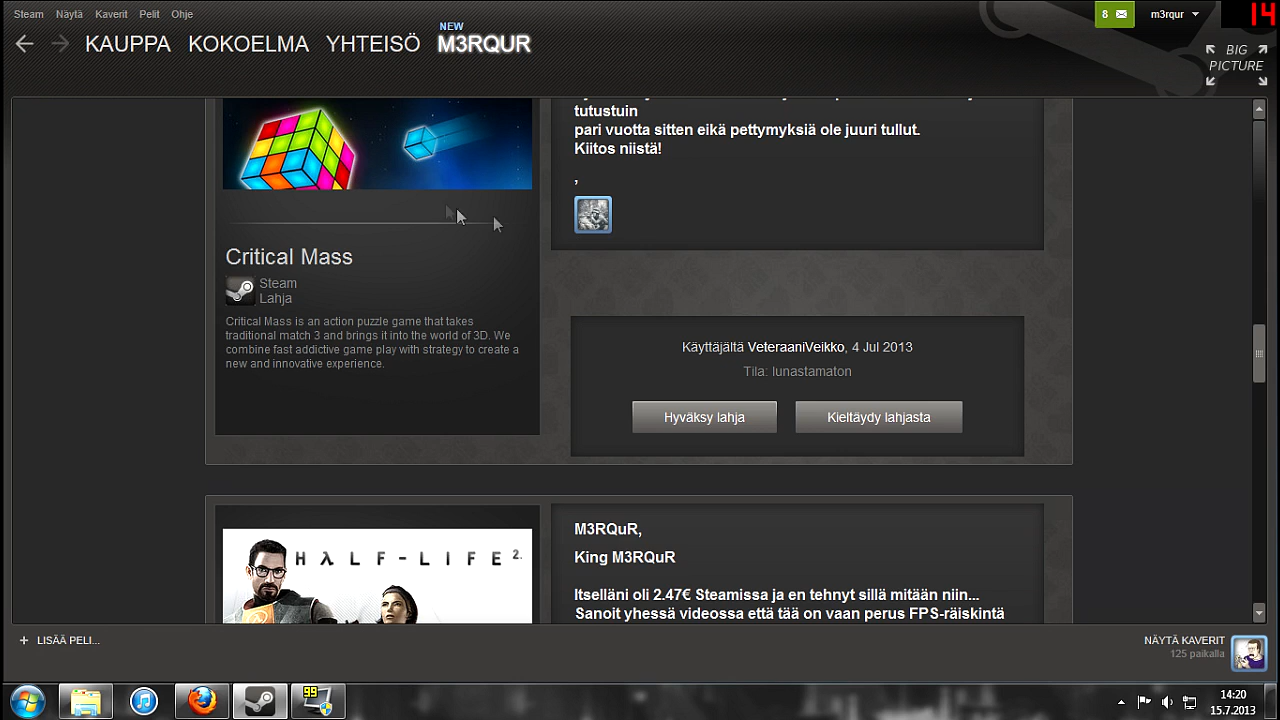 Steam Näytä Kaverit Pelit Ohje
8 m3rqur 14
KAUPPA KOKOELMA YHTEISÖ NEW M3RQUR
BIG
PICTURE
tutustuin
pari vuotta sitten eikä pettymyksiä ole juuri tullut.
Kiitos niistä!
,
Critical Mass
Steam
Lahja
Critical Mass is an action puzzle game that takes
traditional match 3 and brings it into the world of 3D. We
combine fast addictive game play with strategy to create a
new and innovative experience.
Käyttäjältä VeteraaniVeikko, 4 Jul 2013
Tila: lunastamaton
Hyväksy lahja Kieltäydy lahjasta
HλLF-LIFE 2.
M3RQuR,
King M3RQuR
Itselläni oli 2.47€ Steamissa ja en tehnyt sillä mitään niin...
Sanoit yhessä videossa että tää on vaan perus FPS-räiskintä
+ LISÄÄ PELI...
NÄYTÄ KAVERIT
125 paikalla
99
14:20
15.7.2013